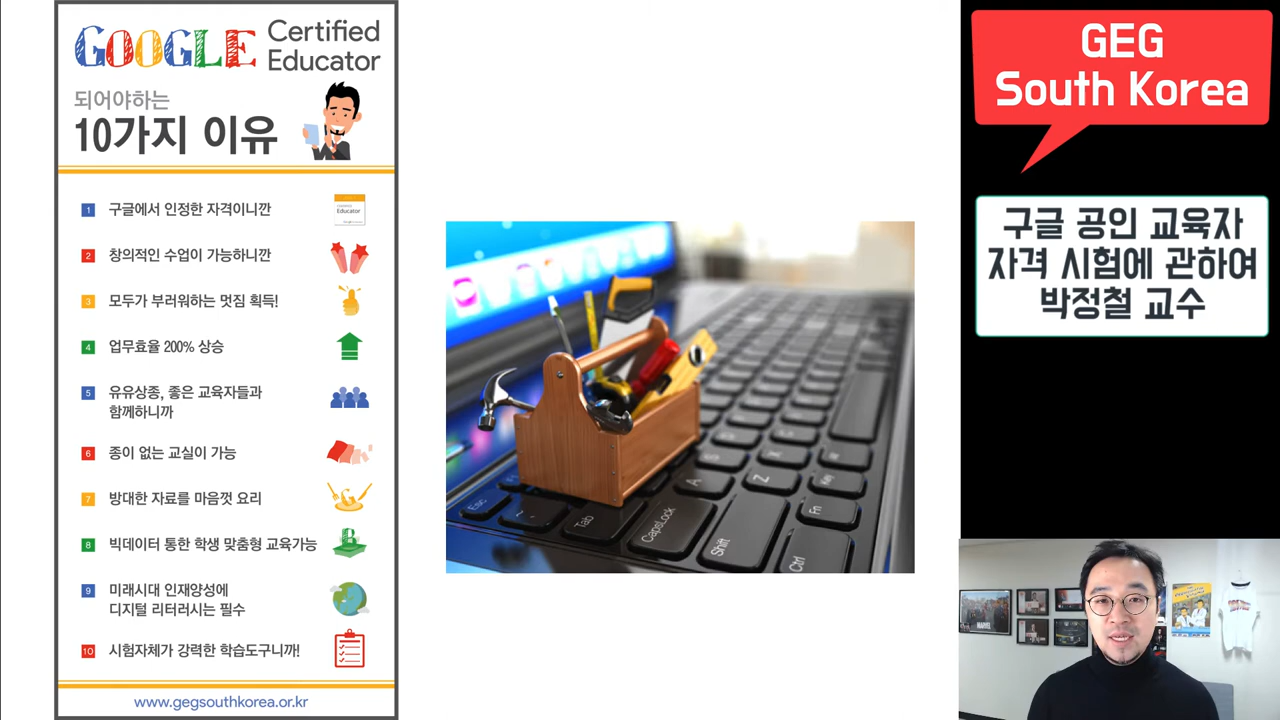 GOOGLE Certified
Educator
되어야하는
10가지 이유
1 구글에서 인정한 자격이니깐
Educator
2 창의적인 수업이 가능하니깐
3 모두가 부러워하는 멋짐 획득!
4 업무효율 200% 상승
5 유유상종, 좋은 교육자들과
함께하니까
6 종이 없는 교실이 가능
7 방대한 자료를 마음껏 요리
8 빅데이터 통한 학생 맞춤형 교육가능
9 미래시대 인재양성에
디지털 리터러시는 필수
10 시험자체가 강력한 학습도구니까!
www.gegsouthkorea.or.kr
Esc
~
Tab
CapsLock
Shift
Ctrl
A
Z
Fn
GEG
South Korea
구글 공인 교육자
자격 시험에 관하여
박정철 교수
MARVEL